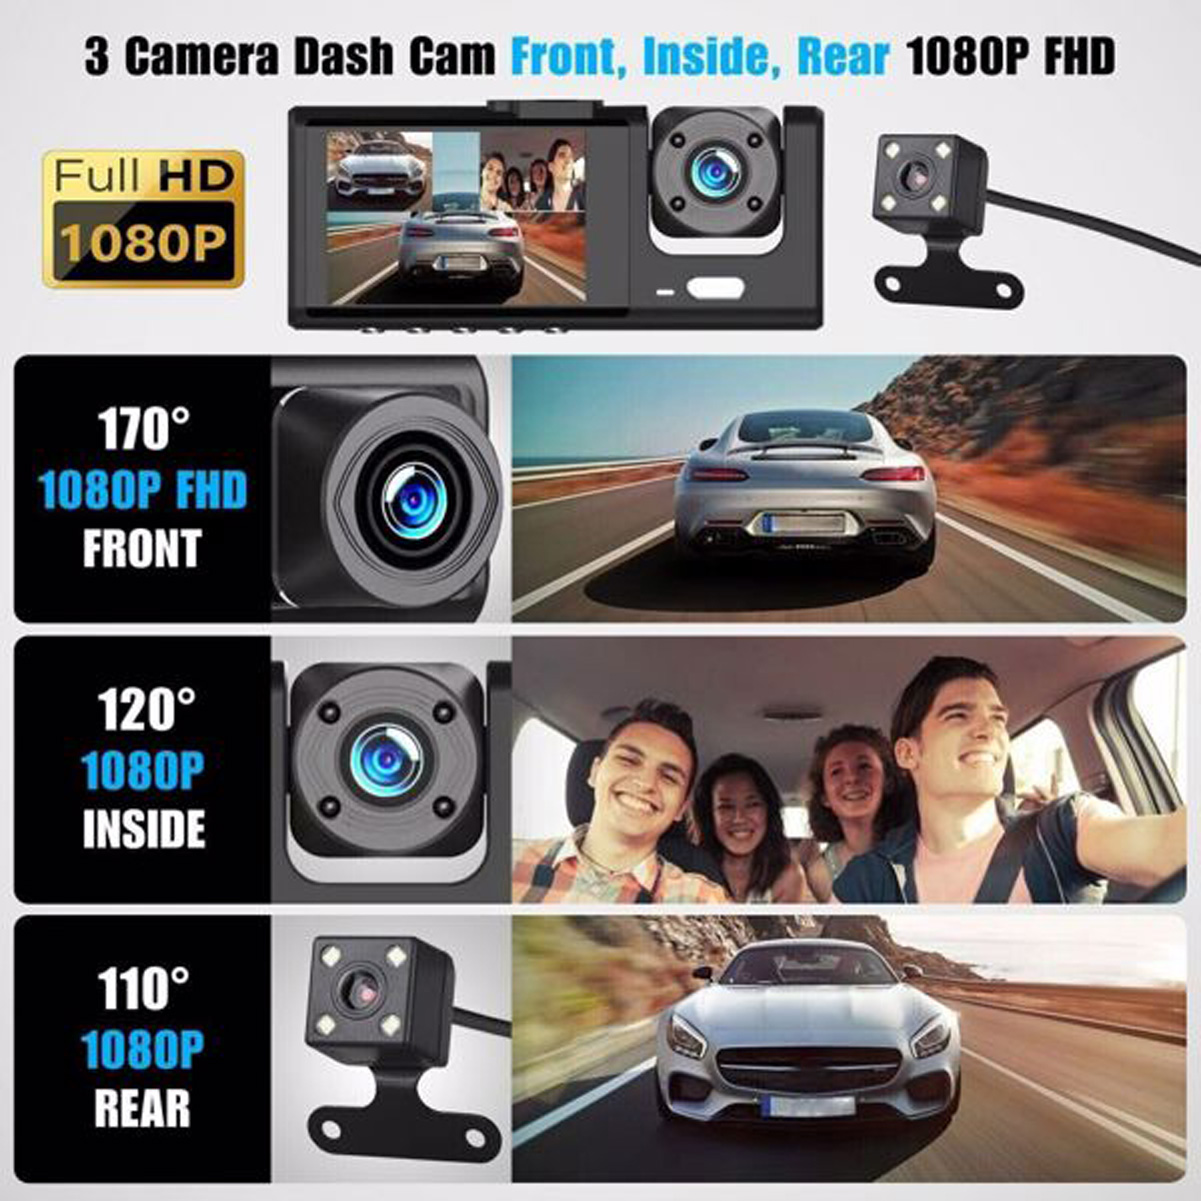 3 Camera Dash Cam Front, Inside, Rear 1080P FHD
Full HD
1080P
170°
1080P FHD
FRONT
120°
1080P
INSIDE
110°
1080P
REAR